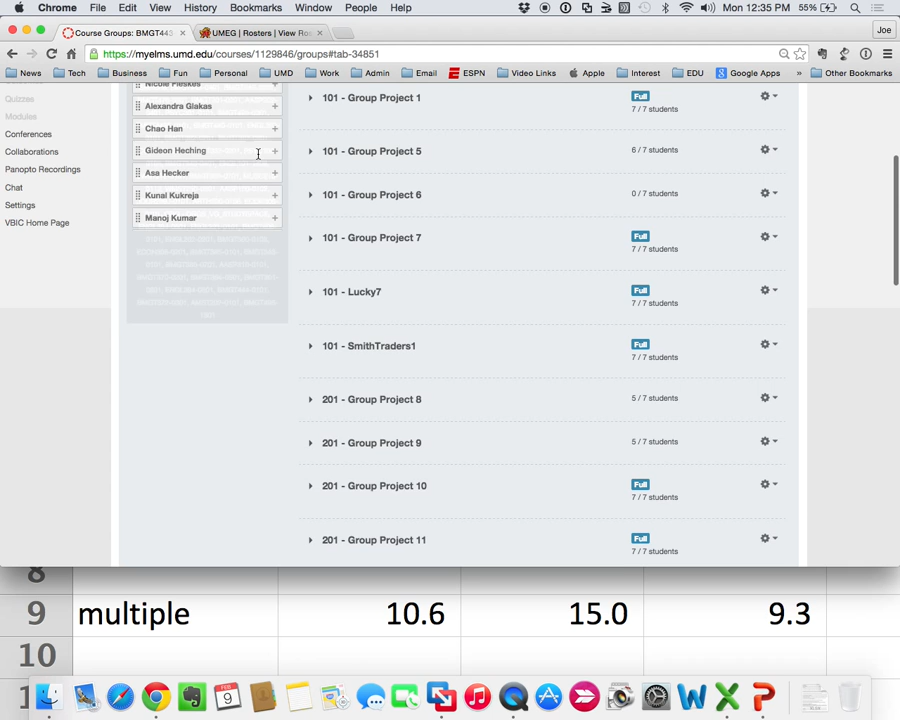 Chrome File Edit View History Bookmarks Window People Help Mon 12:35 PM 55%
Course Groups: BMGT443 UMEG | Rosters | View Ros Joe
https://myelms.umd.edu/courses/1129846/groups#tab-34851
News Tech Business Fun Personal UMD Work Admin Email ESPN Video Links Apple Interest EDU Google Apps » Other Bookmarks
Quizzes
Modules
Conferences
Collaborations
Panopto Recordings
Chat
Settings
VBIC Home Page
Nicole Fleskes
Alexandra Glakas
Chao Han
Gideon Heching
Asa Hecker
Kunal Kukreja
Manoj Kumar
101 - Group Project 1 Full
7 / 7 students
101 - Group Project 5 6 / 7 students
101 - Group Project 6 0 / 7 students
101 - Group Project 7 Full
7 / 7 students
101 - Lucky7 Full
7 / 7 students
101 - SmithTraders1 Full
7 / 7 students
201 - Group Project 8 5 / 7 students
201 - Group Project 9 5 / 7 students
201 - Group Project 10 Full
7 / 7 students
201 - Group Project 11 Full
7 / 7 students
8
9 multiple 10.6 15.0 9.3
10
FEB
9